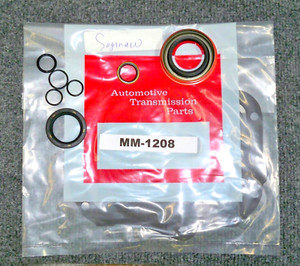 Saginaw
Automotive
Transmission
Parts
MM-1208